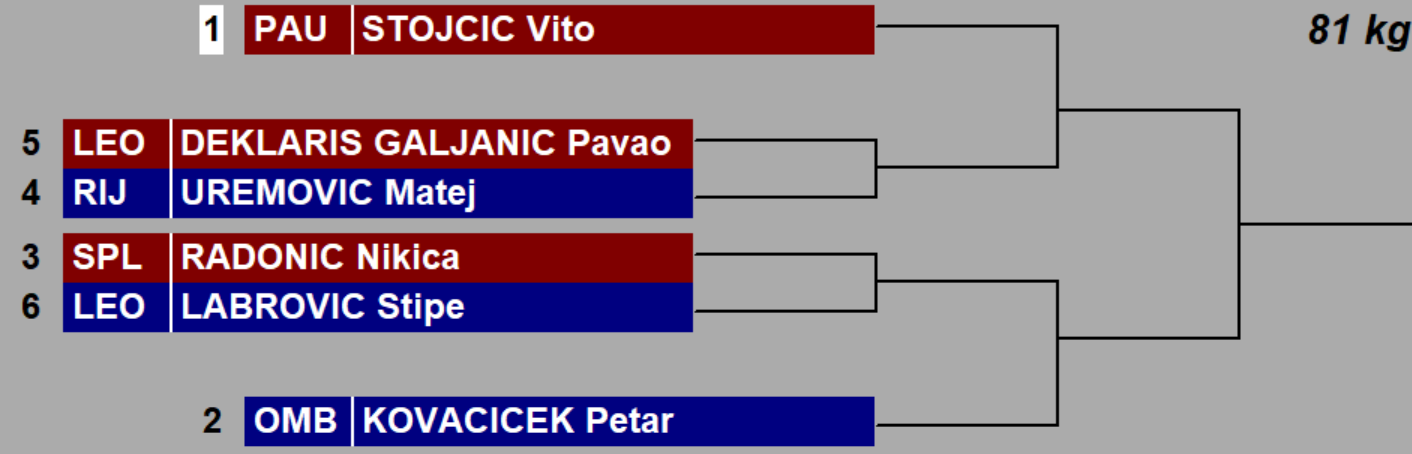 1 PAU STOJCIC Vito 81 kg
5 LEO DEKLARIS GALJANIC Pavao
4 RIJ UREMOVIC Matej
3 SPL RADONIC Nikica
6 LEO LABROVIC Stipe
2 OMB KOVACICEK Petar